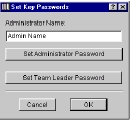 Set Key Passwords
Administrator Name:
Admin Name
Set Administrator Password
Set Team Leader Password
Cancel
OK